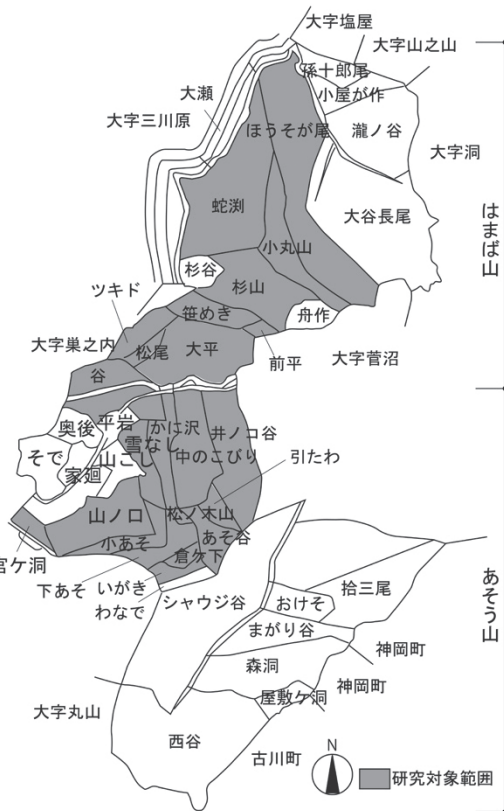 大字塩屋
大字山之山
孫十郎尾
小屋が作
大瀬
大字三川原
ほうそが尾
瀧ノ谷
大字洞
蛇渕
大谷長尾
はまば山
小丸山
杉谷
杉山
ツキド
笹めき
舟作
大字巣之内
松尾
大平
前平
大字菅沼
谷
奥後
平岩
かに沢
井ノコ谷
雪なし
そで
山こし
中のこびり
引たわ
家廻
山ノ口
松ノ木山
小あそ
あそ谷
宮ケ洞
倉ケ下
下あそ
いがき
わなで
シャウジ谷
おけそ
拾三尾
あそう山
まがり谷
神岡町
森洞
神岡町
屋敷ケ洞
大字丸山
西谷
古川町
N
研究対象範囲